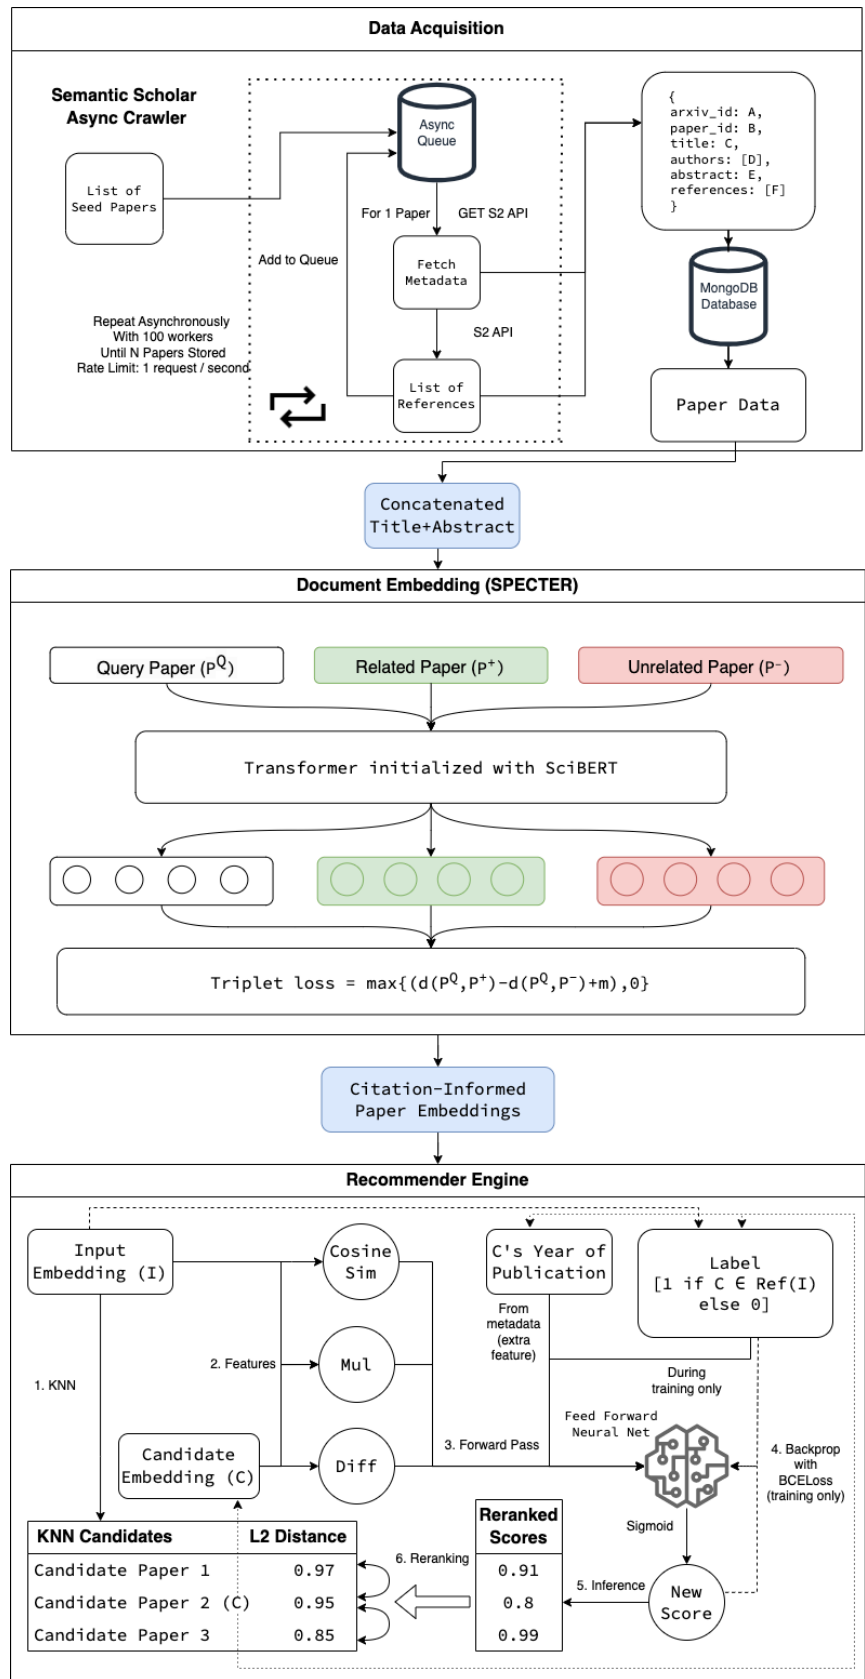 Data Acquisition
Semantic Scholar
Async Crawler
List of
Seed Papers
Async
Queue
For 1 Paper
GET S2 API
Add to Queue
Fetch
Metadata
S2 API
List of
References
Repeat Asynchronously
With 100 workers
Until N Papers Stored
Rate Limit: 1 request / second
{
arxiv_id: A,
paper_id: B,
title: C,
authors: [D],
abstract: E,
references: [F]
}
MongoDB
Database
Paper Data
Concatenated
Title+Abstract
Document Embedding (SPECTER)
Query Paper (P^Q)
Related Paper (P⁺)
Unrelated Paper (P⁻)
Transformer initialized with SciBERT
Triplet loss = max{(d(P^Q,P⁺)-d(P^Q,P⁻)+m),0}
Citation-Informed
Paper Embeddings
Recommender Engine
Input
Embedding (I)
Cosine
Sim
C's Year of
Publication
Label
[1 if C ∈ Ref(I)
else 0]
From
metadata
(extra
feature)
1. KNN
2. Features
Mul
During
training only
Candidate
Embedding (C)
Diff
3. Forward Pass
Feed Forward
Neural Net
4. Backprop
with
BCELoss
(training only)
Sigmoid
KNN Candidates L2 Distance
Candidate Paper 1 0.97
Candidate Paper 2 (C) 0.95
Candidate Paper 3 0.85
6. Reranking
Reranked
Scores
0.91
0.8
0.99
5. Inference
New
Score